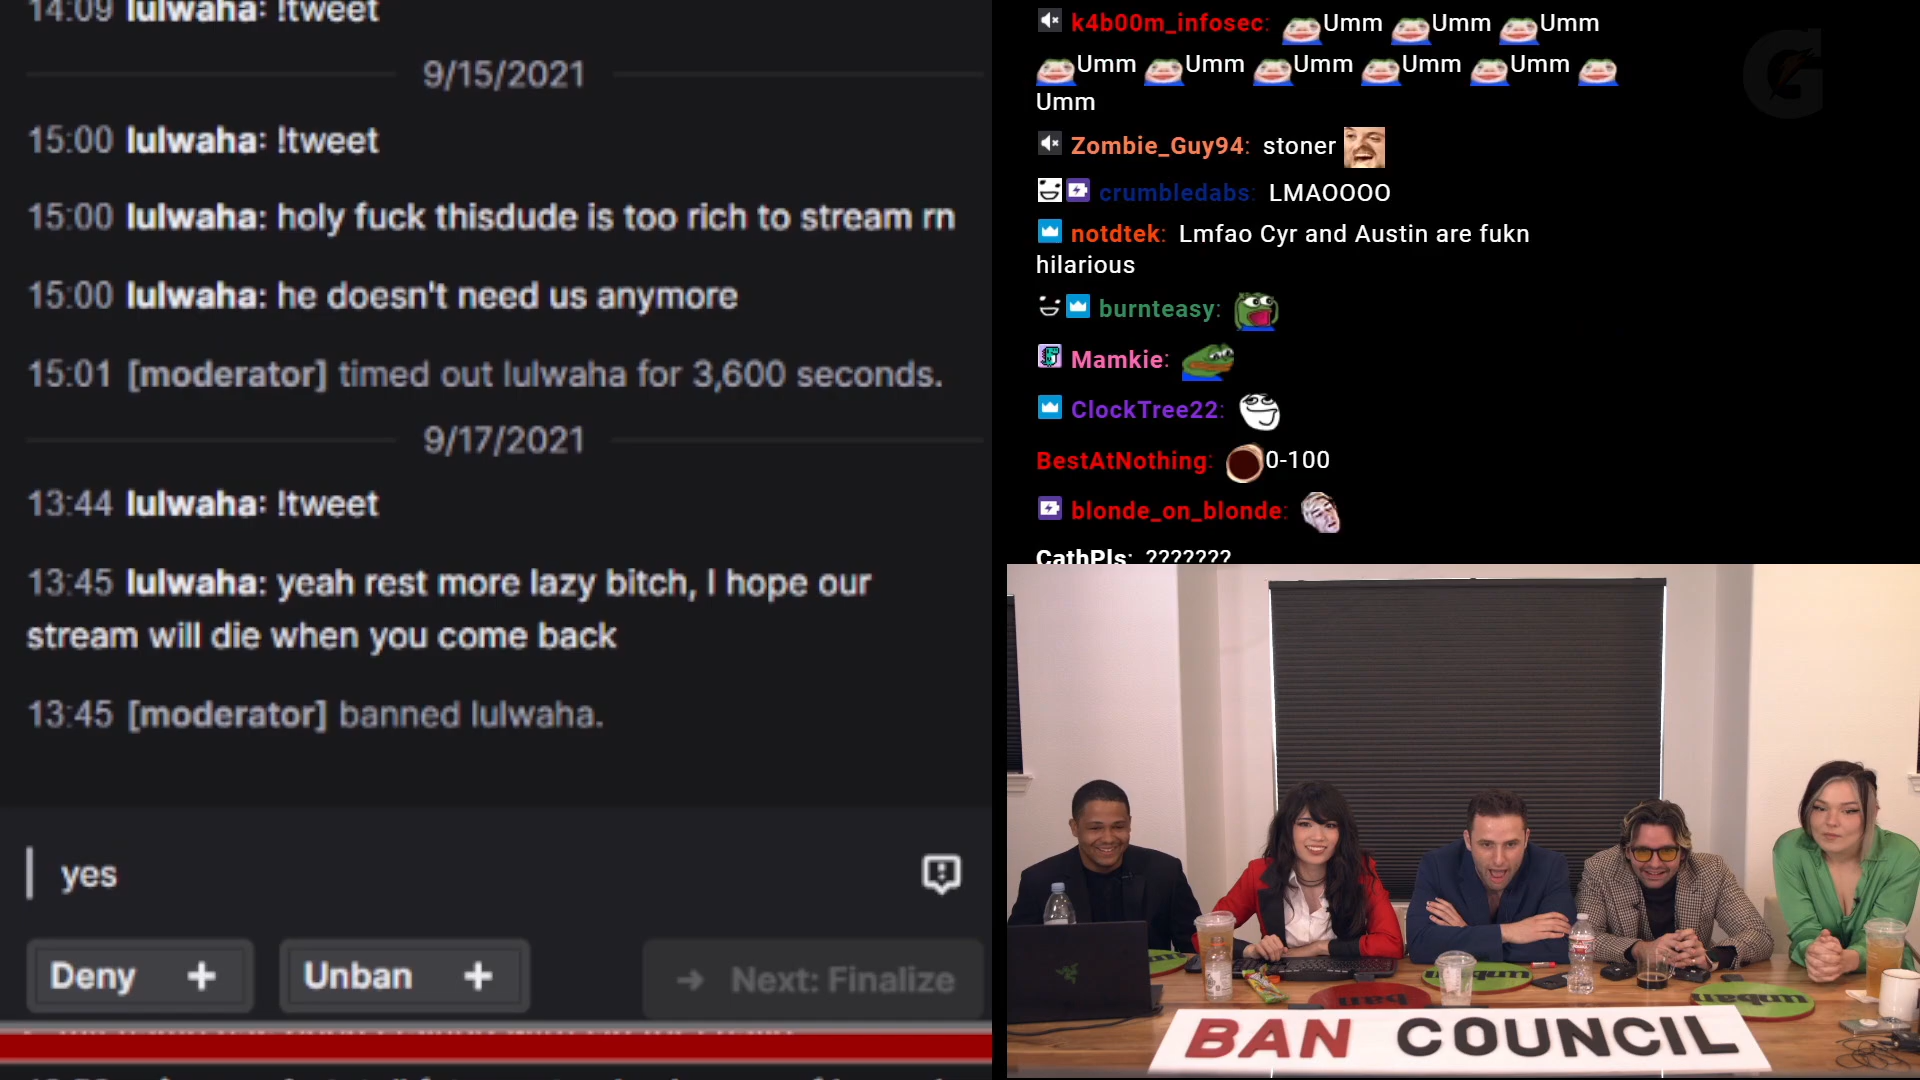 14:09 lulwaha: !tweet
9/15/2021
15:00 lulwaha: !tweet
15:00 lulwaha: holy fuck thisdude is too rich to stream rn
15:00 lulwaha: he doesn't need us anymore
15:01 [moderator] timed out lulwaha for 3,600 seconds.
9/17/2021
13:44 lulwaha: !tweet
13:45 lulwaha: yeah rest more lazy bitch, I hope our
stream will die when you come back
13:45 [moderator] banned lulwaha.
yes
Deny +
Unban +
→ Next: Finalize
k4b00m_infosec: Umm Umm Umm
Umm Umm Umm Umm Umm
Umm
Zombie_Guy94: stoner
crumbledabs: LMAOOOO
notdtek: Lmfao Cyr and Austin are fukn
hilarious
burnteasy:
Mamkie:
ClockTree22:
BestAtNothing: 0-100
blonde_on_blonde:
CathPls: ???????
G
unban
ban
unban
unban
BAN COUNCIL